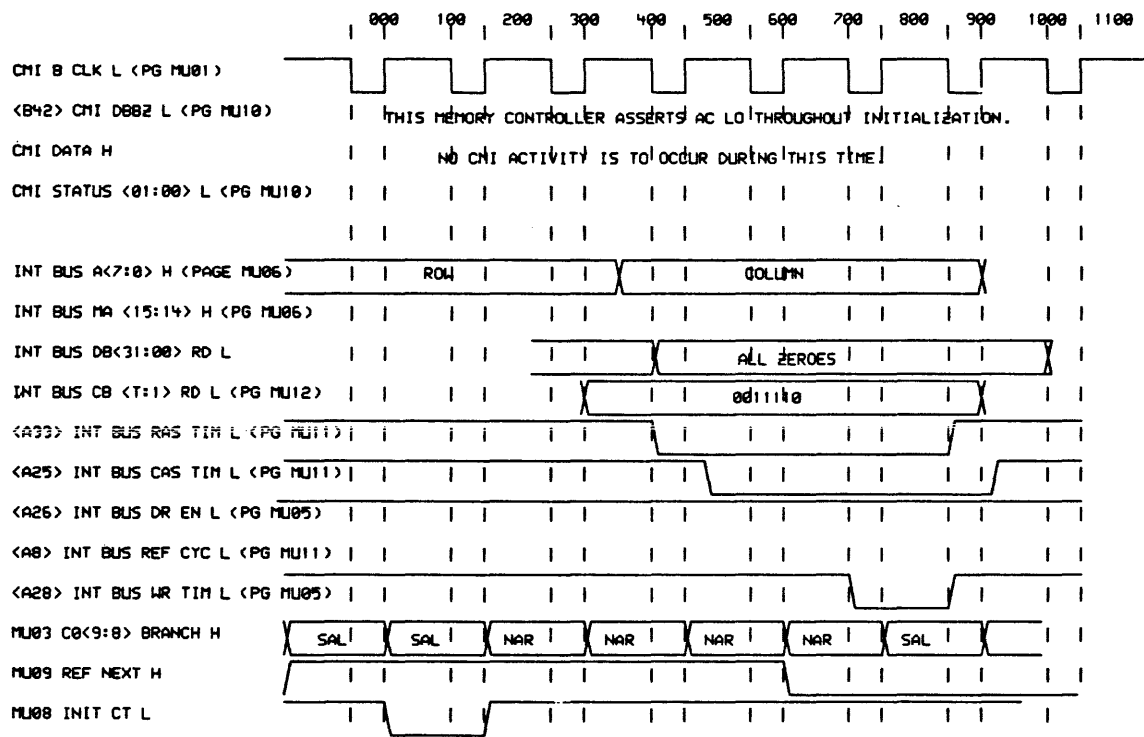 000 100 200 300 400 500 600 700 800 900 1000 1100
CMI B CLK L (PG MU01)
<B42> CMI DBBZ L (PG MU10) THIS MEMORY CONTROLLER ASSERTS AC LO THROUGHOUT INITIALIZATION.
CMI DATA H NO CMI ACTIVITY IS TO OCCUR DURING THIS TIME.
CMI STATUS <01:00> L (PG MU10)
INT BUS A<7:0> H (PAGE MU06) ROW COLUMN
INT BUS MA <15:14> H (PG MU06)
INT BUS DB<31:00> RD L ALL ZEROES
INT BUS CB <T:1> RD L (PG MU12) 0011110
<A33> INT BUS RAS TIM L (PG MU11)
<A25> INT BUS CAS TIM L (PG MU11)
<A26> INT BUS DR EN L (PG MU05)
<A8> INT BUS REF CYC L (PG MU11)
<A28> INT BUS WR TIM L (PG MU05)
MU03 C0<9:8> BRANCH H SAL SAL NAR NAR NAR NAR SAL
MU09 REF NEXT H
MU08 INIT CT L